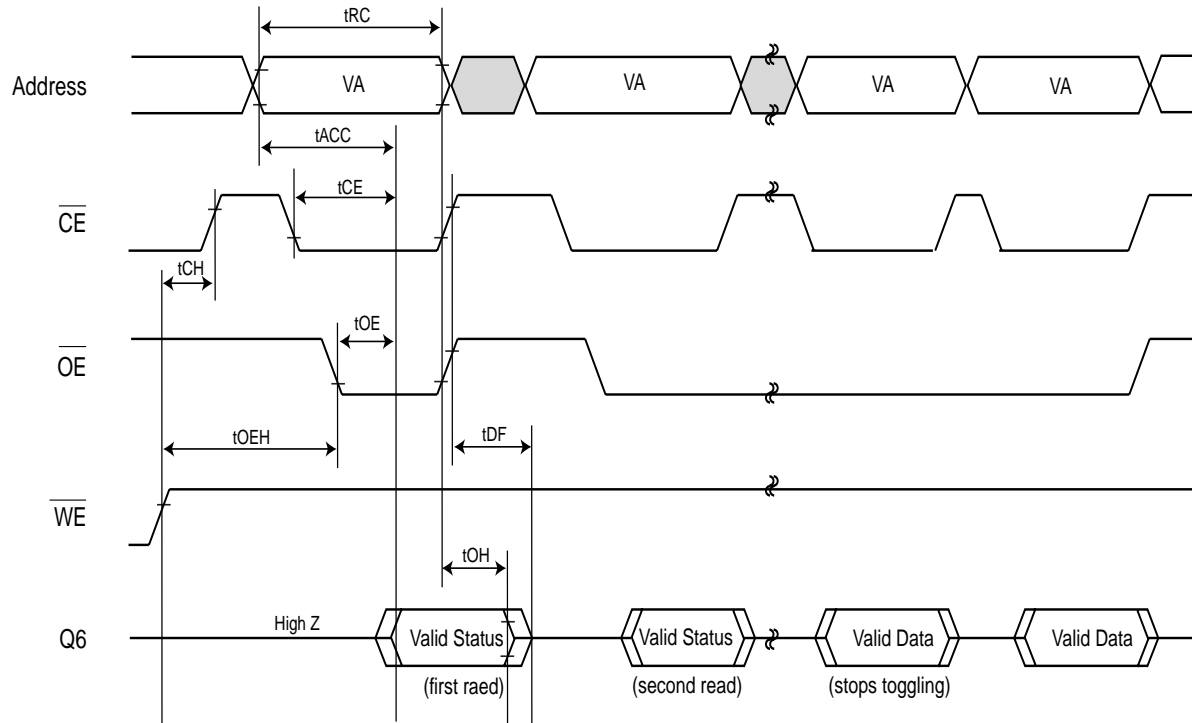 tRC
Address
VA
VA
VA
VA
tACC
tCE
CE
tCH
tOE
OE
tOEH
tDF
WE
tOH
Q6
High Z
Valid Status
Valid Status
Valid Data
Valid Data
(first raed)
(second read)
(stops toggling)